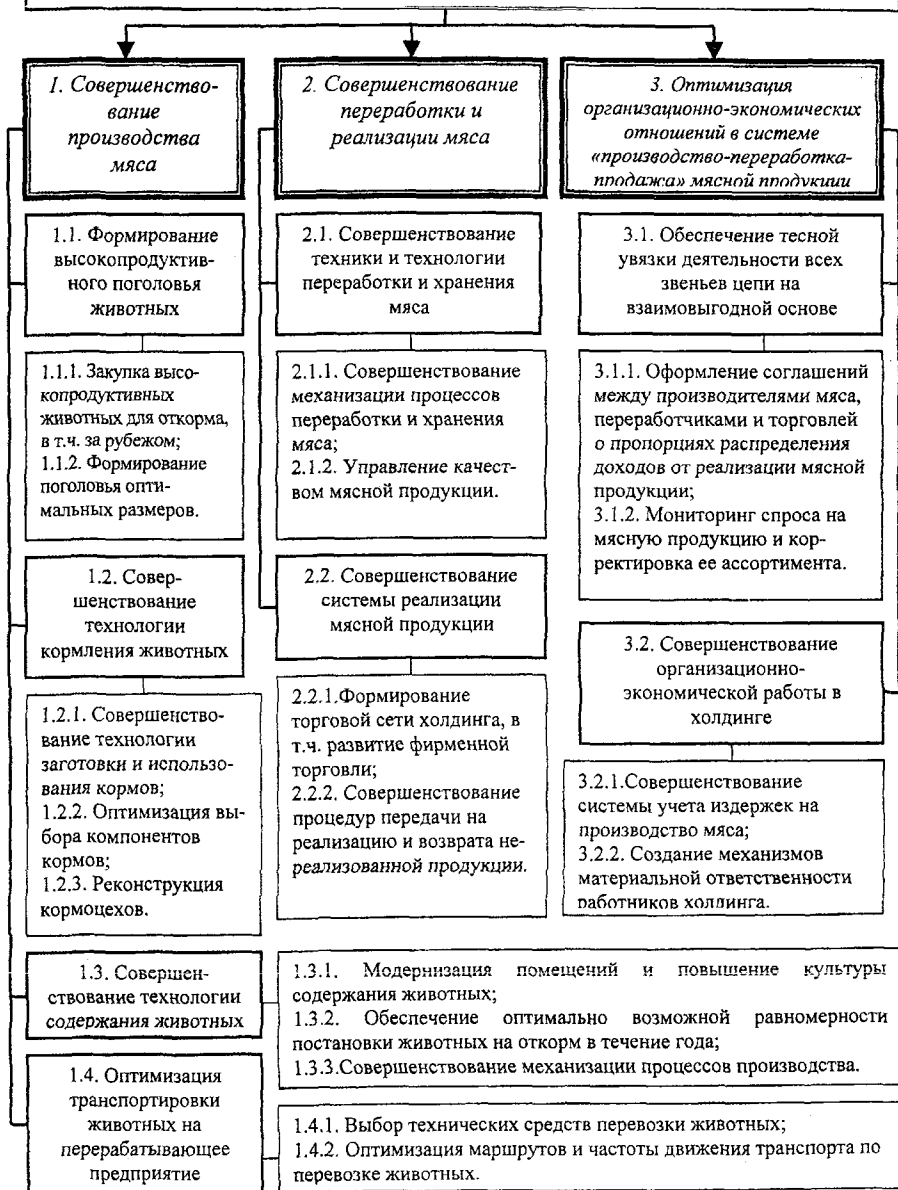 1. Совершенство-
вание
производства
мяса
2. Совершенствование
переработки и
реализации мяса
3. Оптимизация
организационно-экономических
отношений в системе
«производство-переработка-
продажа» мясной продукции
1.1. Формирование
высокопродуктив-
ного поголовья
животных
2.1. Совершенствование
техники и технологии
переработки и хранения
мяса
3.1. Обеспечение тесной
увязки деятельности всех
звеньев цепи на
взаимовыгодной основе
1.1.1. Закупка высо-
копродуктивных
животных для откорма,
в т.ч. за рубежом;
1.1.2. Формирование
поголовья опти-
мальных размеров.
2.1.1. Совершенствование
механизации процессов
переработки и хранения
мяса;
2.1.2. Управление качест-
вом мясной продукции.
3.1.1. Оформление соглашений
между производителями мяса,
переработчиками и торговлей
о пропорциях распределения
доходов от реализации мясной
продукции;
3.1.2. Мониторинг спроса на
мясную продукцию и кор-
ректировка ее ассортимента.
1.2. Совер-
шенствование
технологии
кормления животных
2.2. Совершенствование
системы реализации
мясной продукции
3.2. Совершенствование
организационно-
экономической работы в
холдинге
1.2.1. Совершенство-
вание технологии
заготовки и использо-
вания кормов;
1.2.2. Оптимизация вы-
бора компонентов
кормов;
1.2.3. Реконструкция
кормоцехов.
2.2.1.Формирование
торговой сети холдинга, в
т.ч. развитие фирменной
торговли;
2.2.2. Совершенствование
процедур передачи на
реализацию и возврата не-
реализованной продукции.
3.2.1.Совершенствование
системы учета издержек на
производство мяса;
3.2.2. Создание механизмов
материальной ответственности
работников холдинга.
1.3. Совершен-
ствование технологии
содержания животных
1.3.1. Модернизация помещений и повышение культуры
содержания животных;
1.3.2. Обеспечение оптимально возможной равномерности
постановки животных на откорм в течение года;
1.3.3.Совершенствование механизации процессов производства.
1.4. Оптимизация
транспортировки
животных на
перерабатывающее
предприятие
1.4.1. Выбор технических средств перевозки животных;
1.4.2. Оптимизация маршрутов и частоты движения транспорта по
перевозке животных.